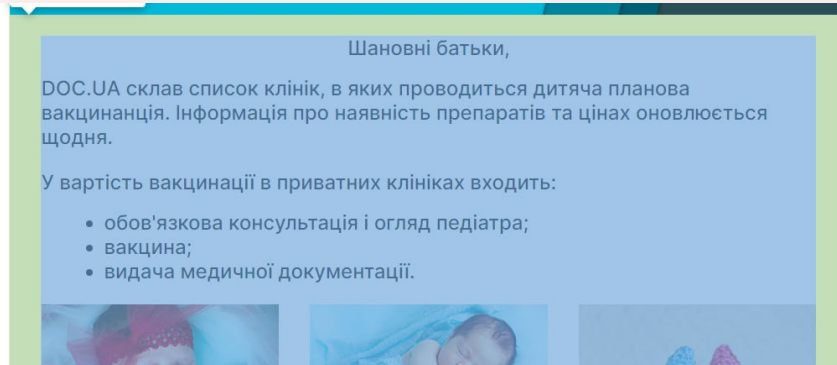 Шановні батьки,
DOC.UA склав список клінік, в яких проводиться дитяча планова
вакцинанція. Інформація про наявність препаратів та цінах оновлюється
щодня.
У вартість вакцинації в приватних клініках входить:
• обов'язкова консультація і огляд педіатра;
• вакцина;
• видача медичної документації.